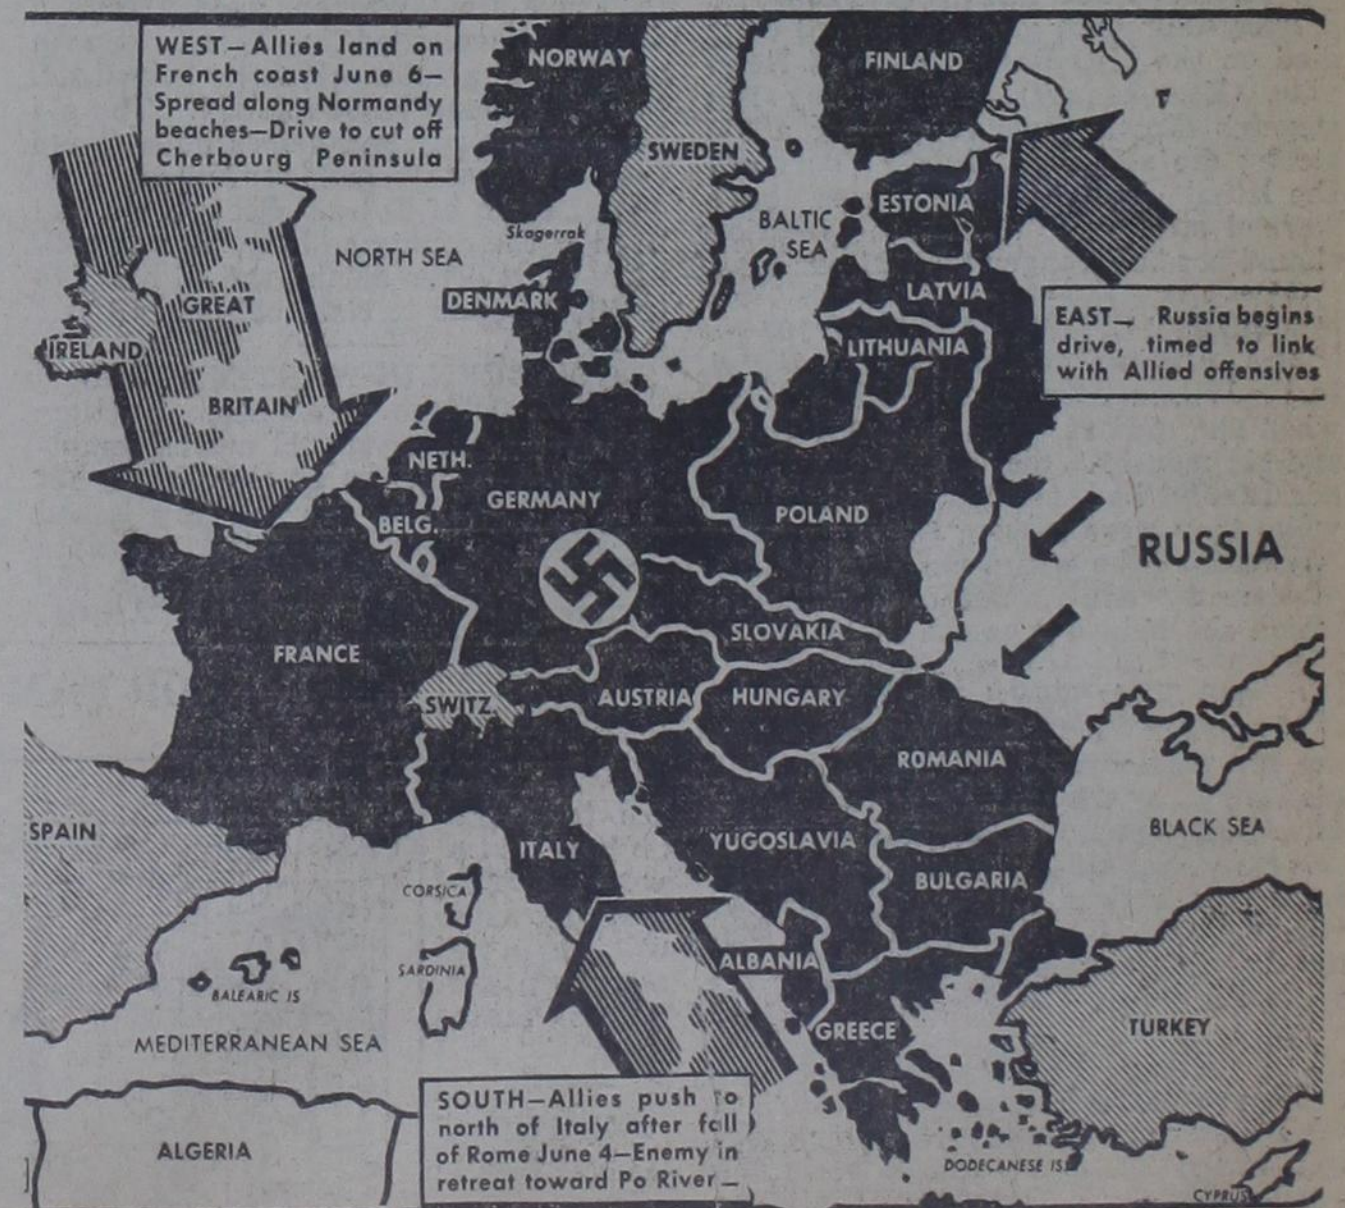 WEST—Allies land on
French coast June 6—
Spread along Normandy
beaches—Drive to cut off
Cherbourg Peninsula
NORWAY
FINLAND
SWEDEN
ESTONIA
BALTIC
SEA
Skagerrak
NORTH SEA
DENMARK
LATVIA
GREAT
BRITAIN
IRELAND
LITHUANIA
EAST— Russia begins
drive, timed to link
with Allied offensives
NETH.
GERMANY
BELG.
POLAND
RUSSIA
FRANCE
SLOVAKIA
SWITZ.
AUSTRIA
HUNGARY
ROMANIA
SPAIN
ITALY
YUGOSLAVIA
BLACK SEA
BULGARIA
CORSICA
SARDINIA
ALBANIA
BALEARIC IS
MEDITERRANEAN SEA
GREECE
TURKEY
SOUTH—Allies push to
north of Italy after fall
of Rome June 4—Enemy in
retreat toward Po River—
ALGERIA
DODECANESE IS.
CYPRUS